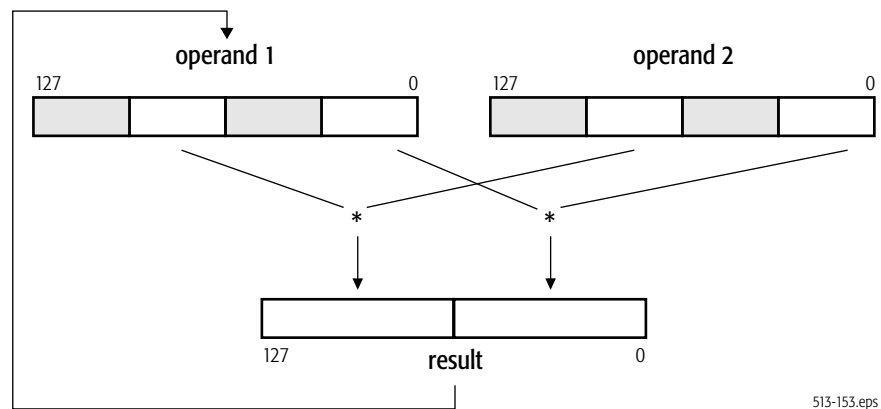 operand 1 operand 2
127 0 127 0
* *
127 result 0
513-153.eps